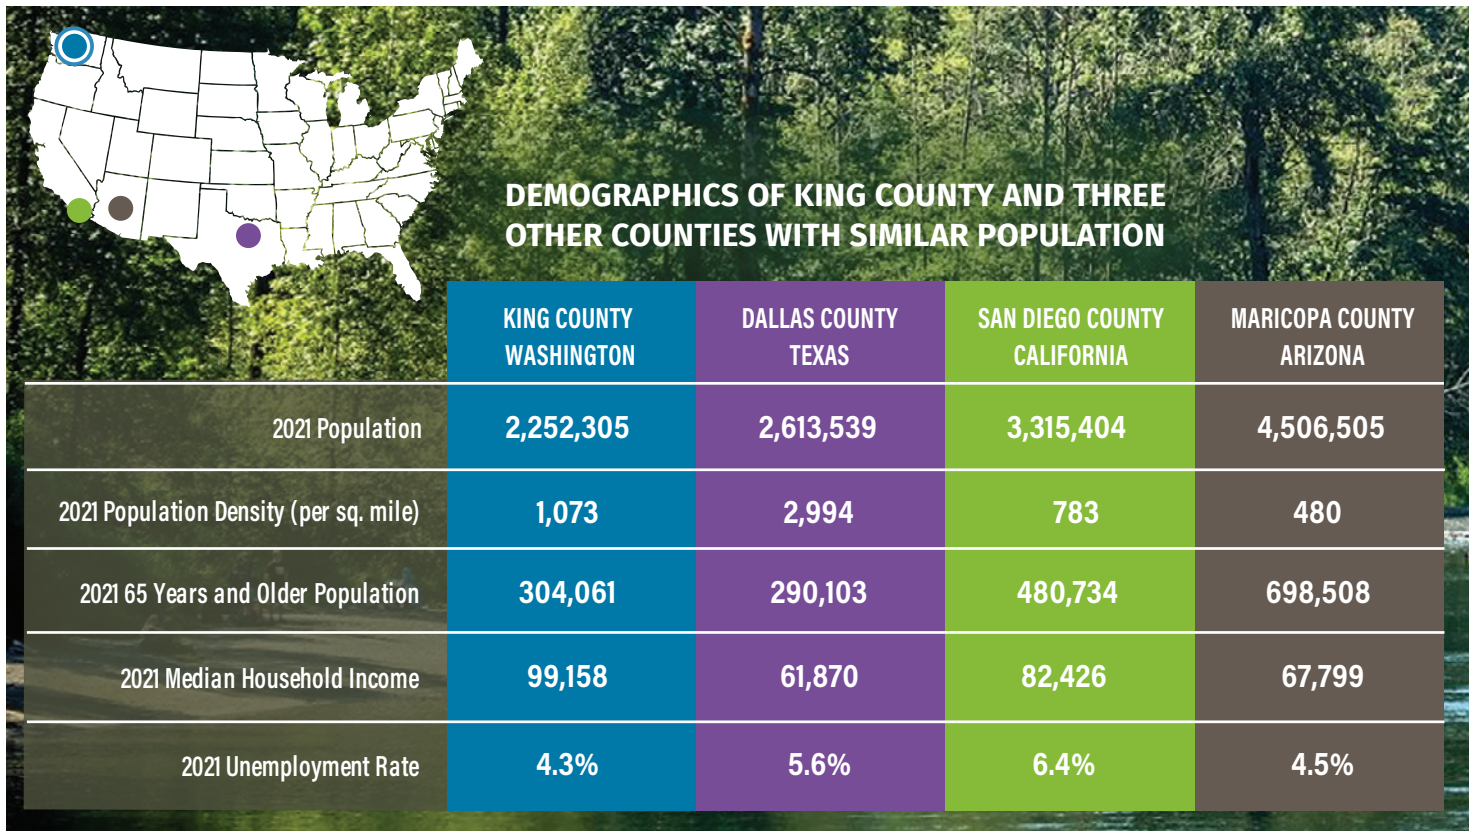 DEMOGRAPHICS OF KING COUNTY AND THREE
OTHER COUNTIES WITH SIMILAR POPULATION
KING COUNTY
WASHINGTON
DALLAS COUNTY
TEXAS
SAN DIEGO COUNTY
CALIFORNIA
MARICOPA COUNTY
ARIZONA
2021 Population 2,252,305 2,613,539 3,315,404 4,506,505
2021 Population Density (per sq. mile) 1,073 2,994 783 480
2021 65 Years and Older Population 304,061 290,103 480,734 698,508
2021 Median Household Income 99,158 61,870 82,426 67,799
2021 Unemployment Rate 4.3% 5.6% 6.4% 4.5%